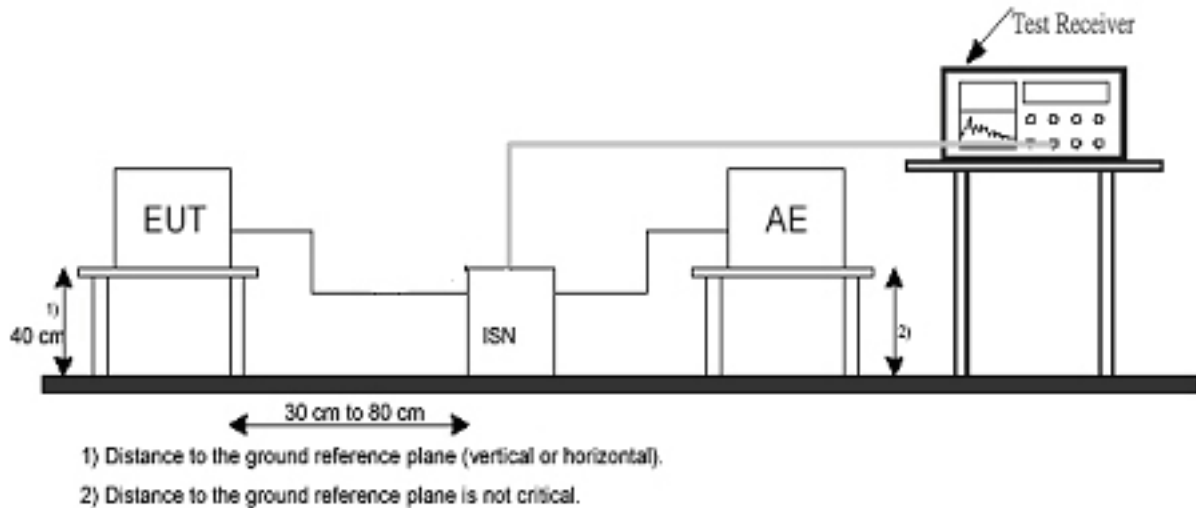 Test Receiver
EUT
AE
1)
40 cm
ISN
2)
30 cm to 80 cm
1) Distance to the ground reference plane (vertical or horizontal).
2) Distance to the ground reference plane is not critical.